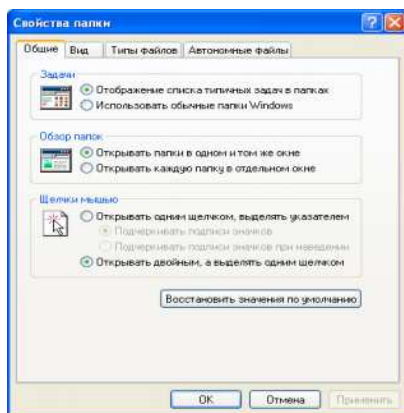 Свойства папки
Общие Вид Типы файлов Автономные файлы
Задачи
Отображение списка типичных задач в папках
Использовать обычные папки Windows
Обзор папок
Открывать папки в одном и том же окне
Открывать каждую папку в отдельном окне
Щелчки мышью
Открывать одним щелчком, выделять указателем
Подчеркивать подписи значков
Подчеркивать подписи значков при наведении
Открывать двойным, а выделять одним щелчком
Восстановить значения по умолчанию
ОК Отмена Применить